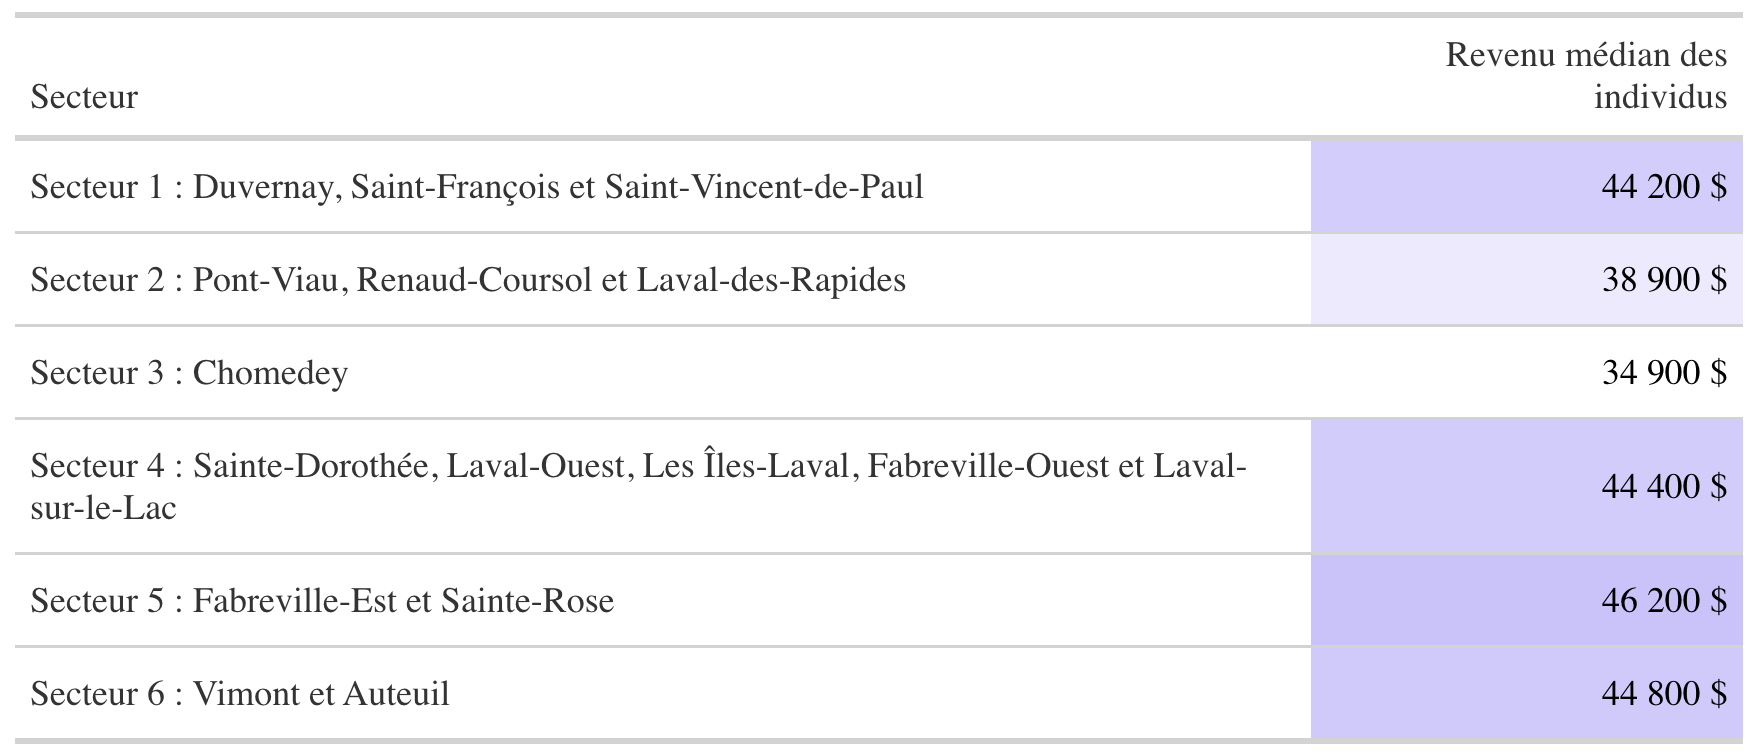 Secteur
Revenu médian des
individus
Secteur 1 : Duvernay, Saint-François et Saint-Vincent-de-Paul 44 200 $
Secteur 2 : Pont-Viau, Renaud-Coursol et Laval-des-Rapides 38 900 $
Secteur 3 : Chomedey 34 900 $
Secteur 4 : Sainte-Dorothée, Laval-Ouest, Les Îles-Laval, Fabreville-Ouest et Laval-
sur-le-Lac
44 400 $
Secteur 5 : Fabreville-Est et Sainte-Rose 46 200 $
Secteur 6 : Vimont et Auteuil 44 800 $